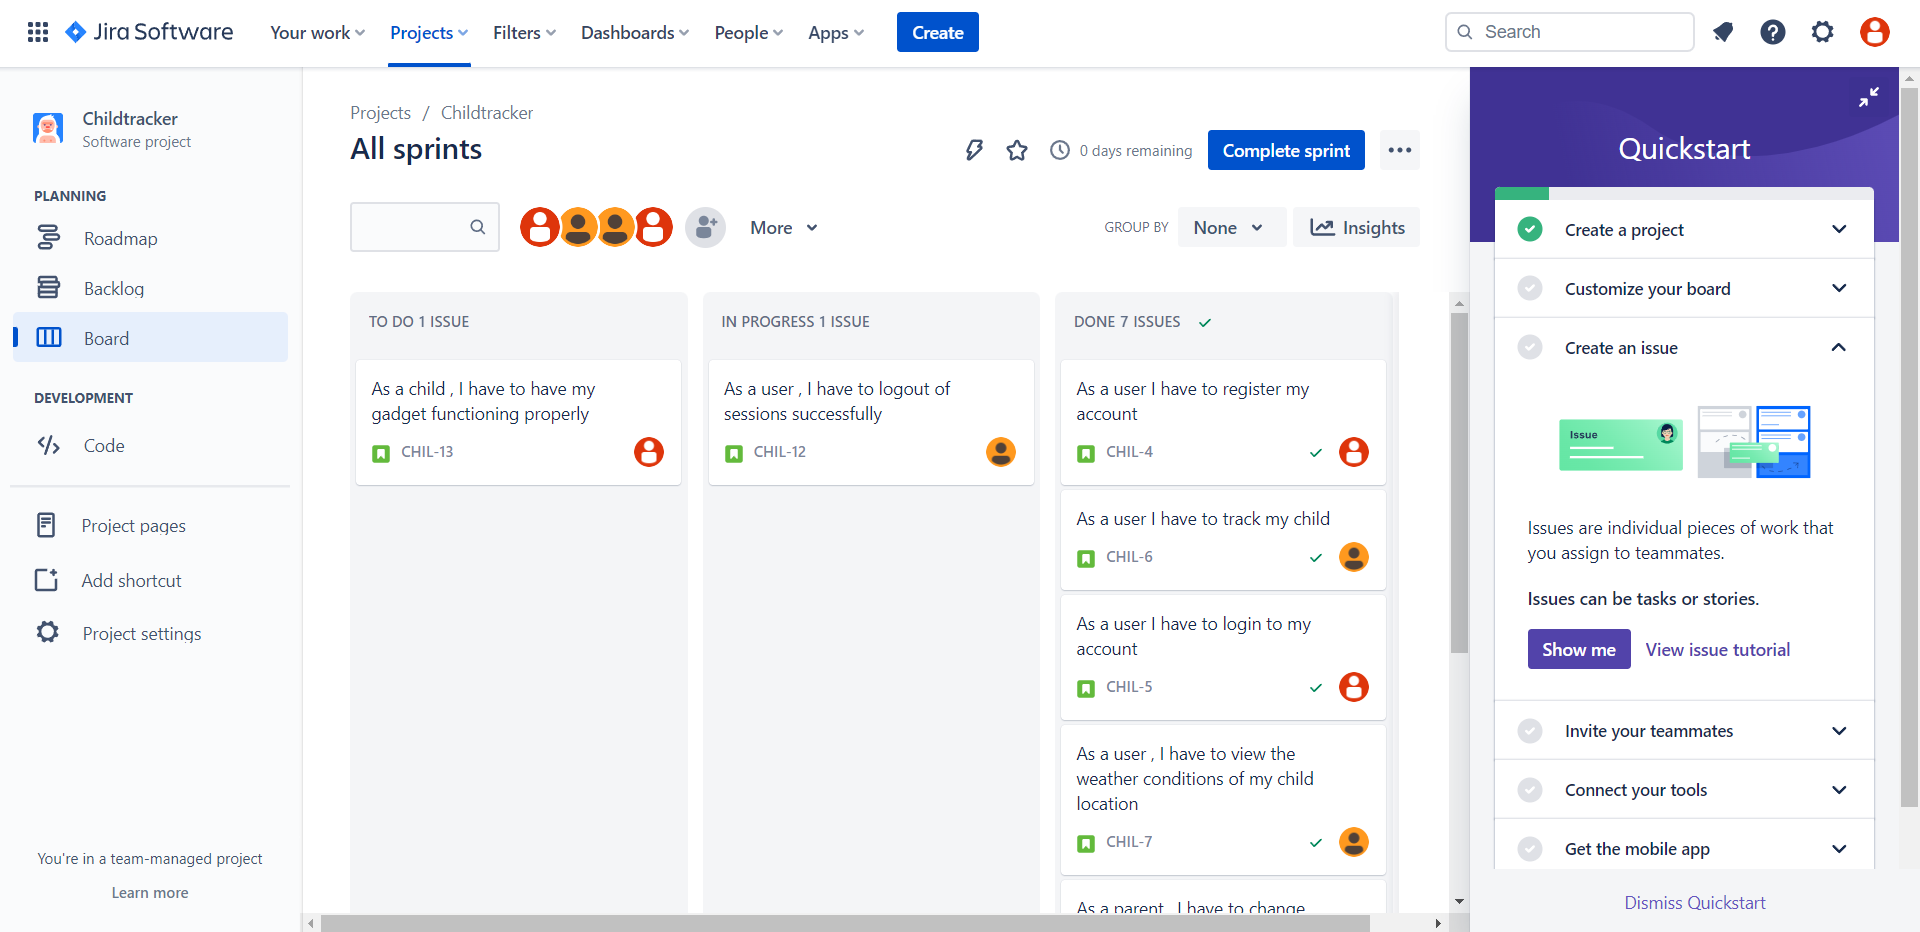 Jira Software
Your work
Projects
Filters
Dashboards
People
Apps
Create
Search
Childtracker
Software project
PLANNING
Roadmap
Backlog
Board
DEVELOPMENT
Code
Project pages
Add shortcut
Project settings
You're in a team-managed project
Learn more
Projects / Childtracker
All sprints
0 days remaining
Complete sprint
More
GROUP BY
None
Insights
TO DO 1 ISSUE
As a child , I have to have my
gadget functioning properly
CHIL-13
IN PROGRESS 1 ISSUE
As a user , I have to logout of
sessions successfully
CHIL-12
DONE 7 ISSUES
As a user I have to register my
account
CHIL-4
As a user I have to track my child
CHIL-6
As a user I have to login to my
account
CHIL-5
As a user , I have to view the
weather conditions of my child
location
CHIL-7
As a parent , I have to change
Quickstart
Create a project
Customize your board
Create an issue
Issue
Issues are individual pieces of work that
you assign to teammates.
Issues can be tasks or stories.
Show me
View issue tutorial
Invite your teammates
Connect your tools
Get the mobile app
Dismiss Quickstart